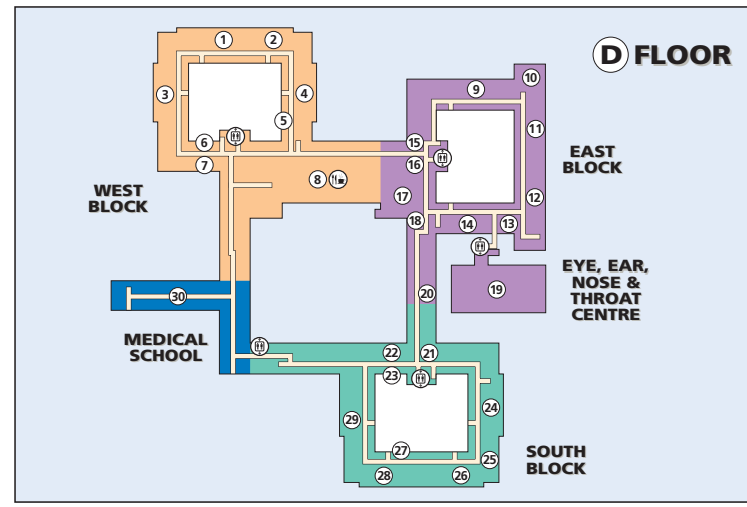 D FLOOR
1
2
3
4
5
6
7
8
9
10
11
12
13
14
15
16
17
18
19
20
21
22
23
24
25
26
27
28
29
30
WEST
BLOCK
EAST
BLOCK
EYE, EAR,
NOSE &
THROAT
CENTRE
MEDICAL
SCHOOL
SOUTH
BLOCK